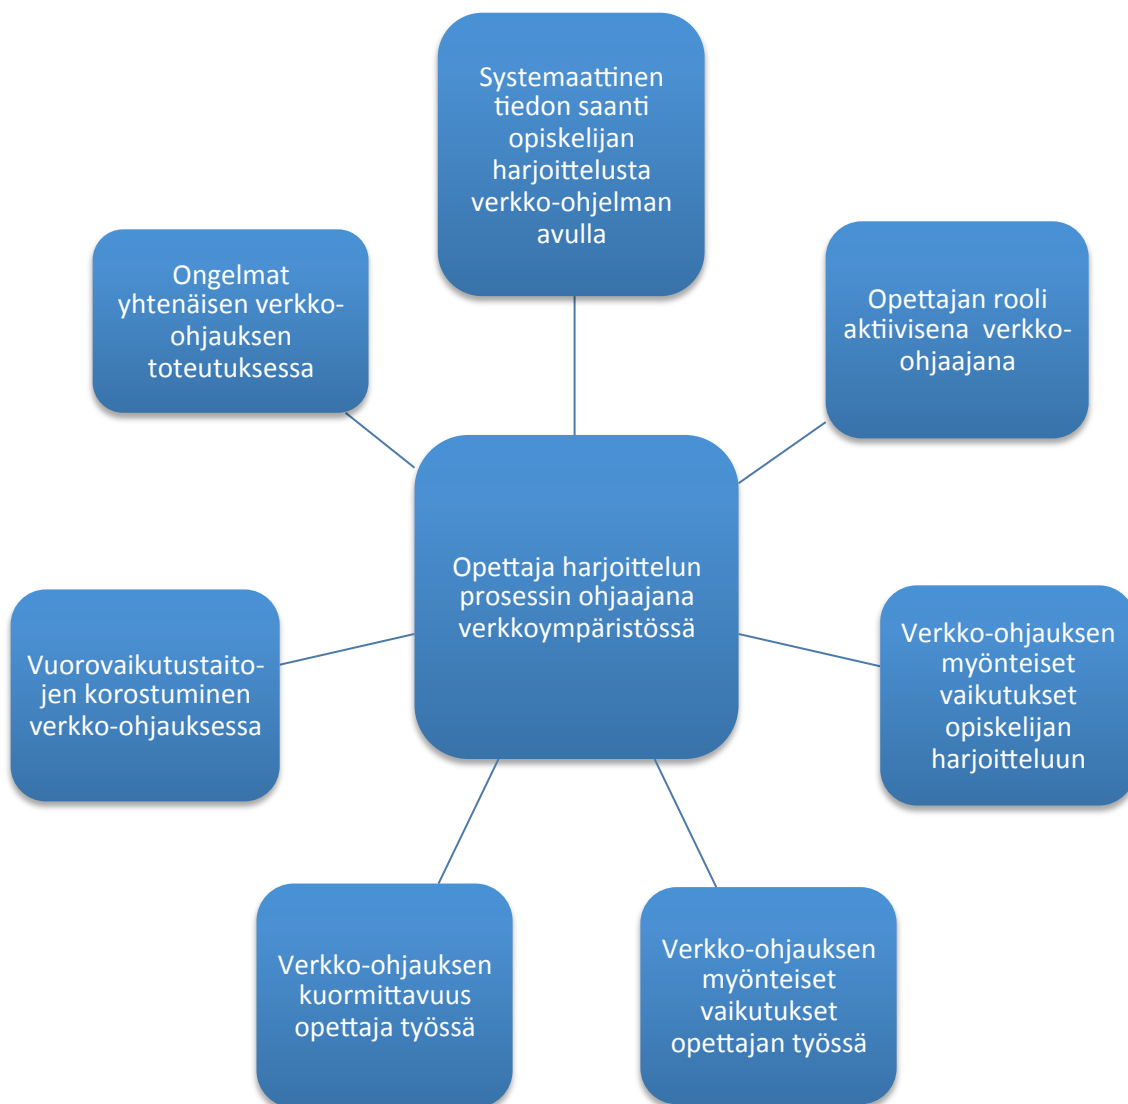 Systemaattinen
tiedon saanti
opiskelijan
harjoittelusta
verkko-ohjelman
avulla
Opettajan rooli
aktiivisena verkko-
ohjaajana
Verkko-ohjauksen
myönteiset
vaikutukset
opiskelijan
harjoitteluun
Verkko-ohjauksen
myönteiset
vaikutukset
opettajan työssä
Verkko-ohjauksen
kuormittavuus
opettaja työssä
Vuorovaikutustaito-
jen korostuminen
verkko-ohjauksessa
Ongelmat
yhtenäisen verkko-
ohjauksen
toteutuksessa
Opettaja harjoittelun
prosessin ohjaajana
verkkoympäristössä